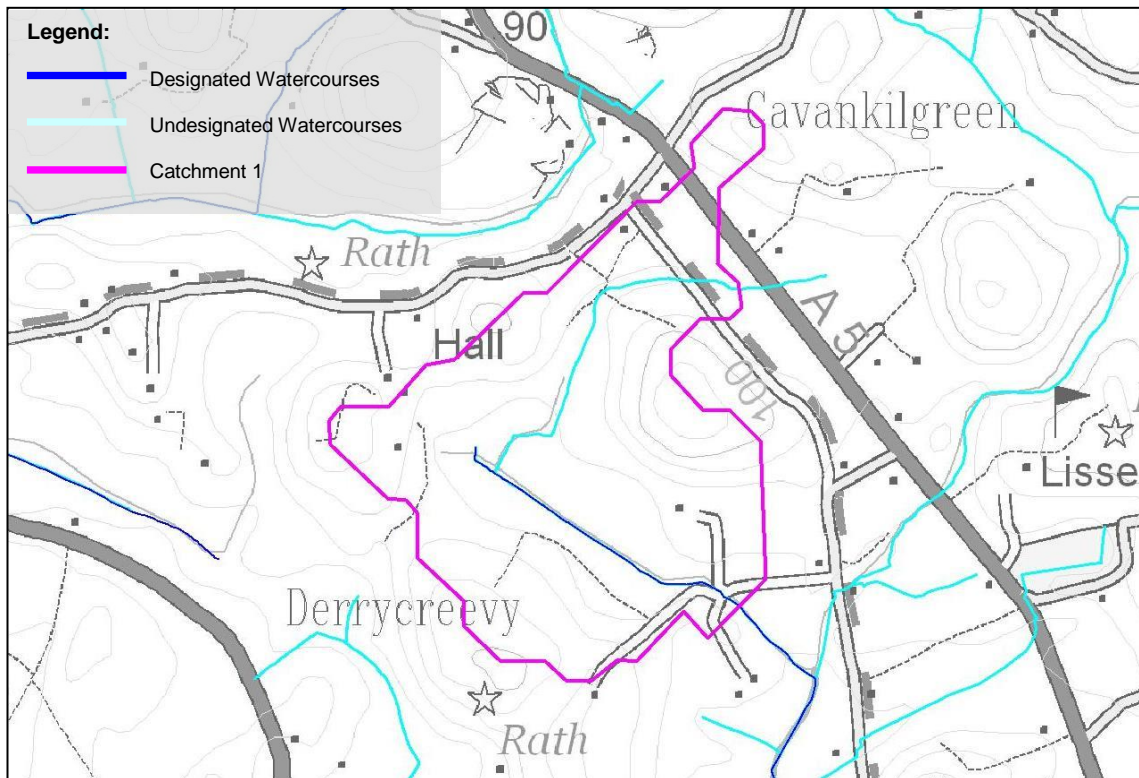 Legend:
Designated Watercourses
Undesignated Watercourses
Catchment 1
90
Cavankilgreen
Rath
Hall
A 5
100
Lisse
Derrycreevy
Rath